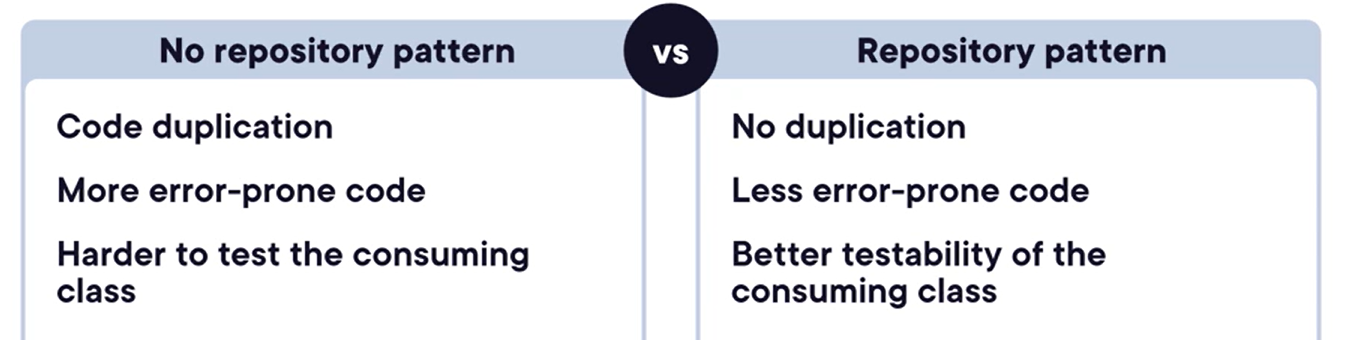 No repository pattern
vs
Repository pattern
Code duplication
More error-prone code
Harder to test the consuming
class
No duplication
Less error-prone code
Better testability of the
consuming class